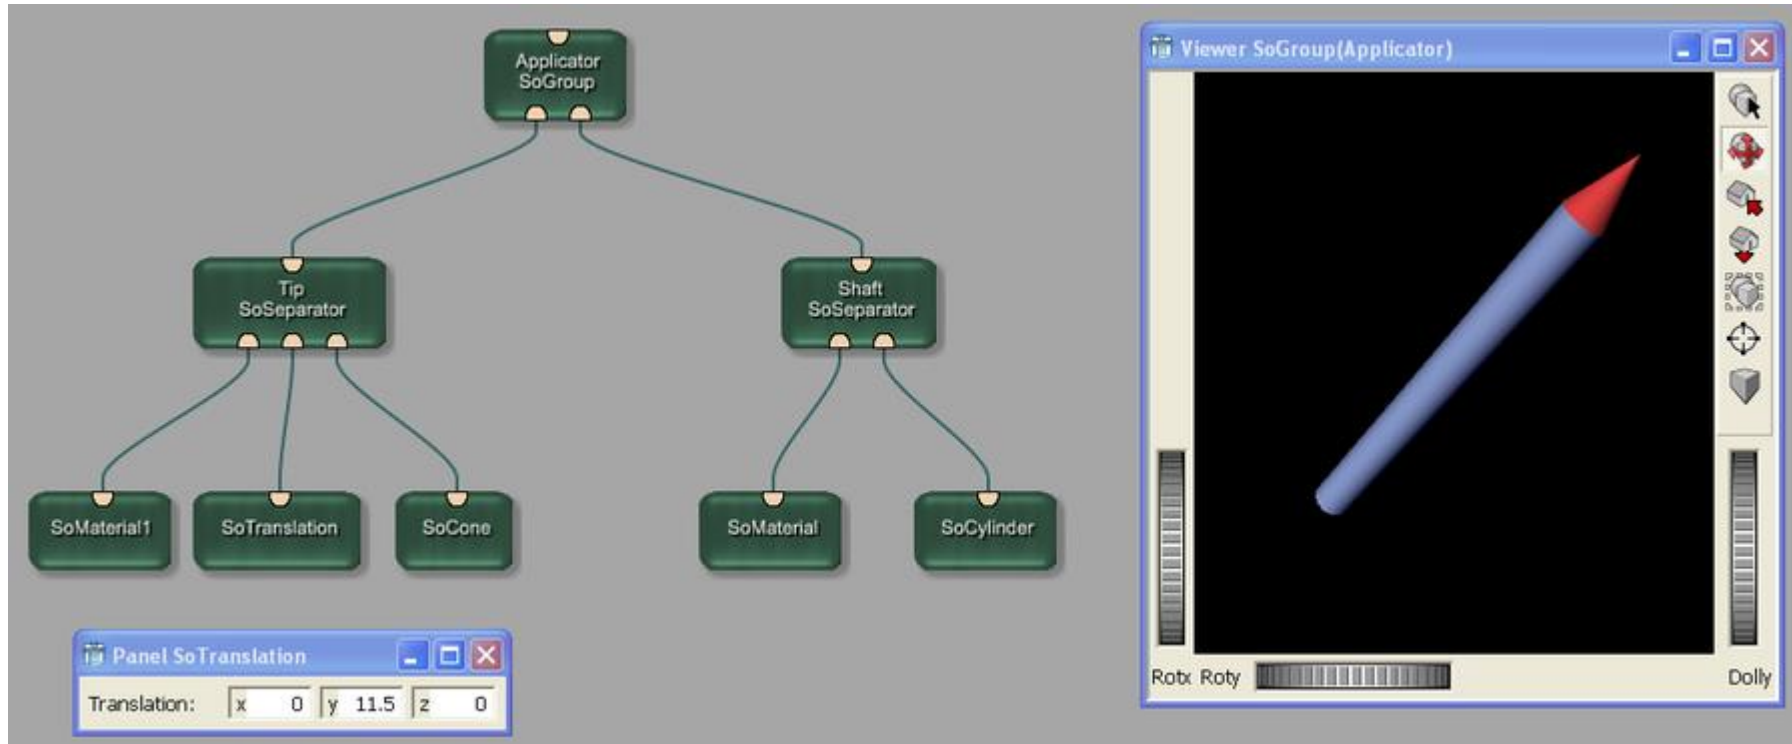 Applicator
SoGroup
Viewer SoGroup(Applicator)
Tip
SoSeparator
Shaft
SoSeparator
SoMaterial1
SoTranslation
SoCone
SoMaterial
SoCylinder
Panel SoTranslation
Translation: x 0 y 11.5 z 0
Rotx Roty
Dolly